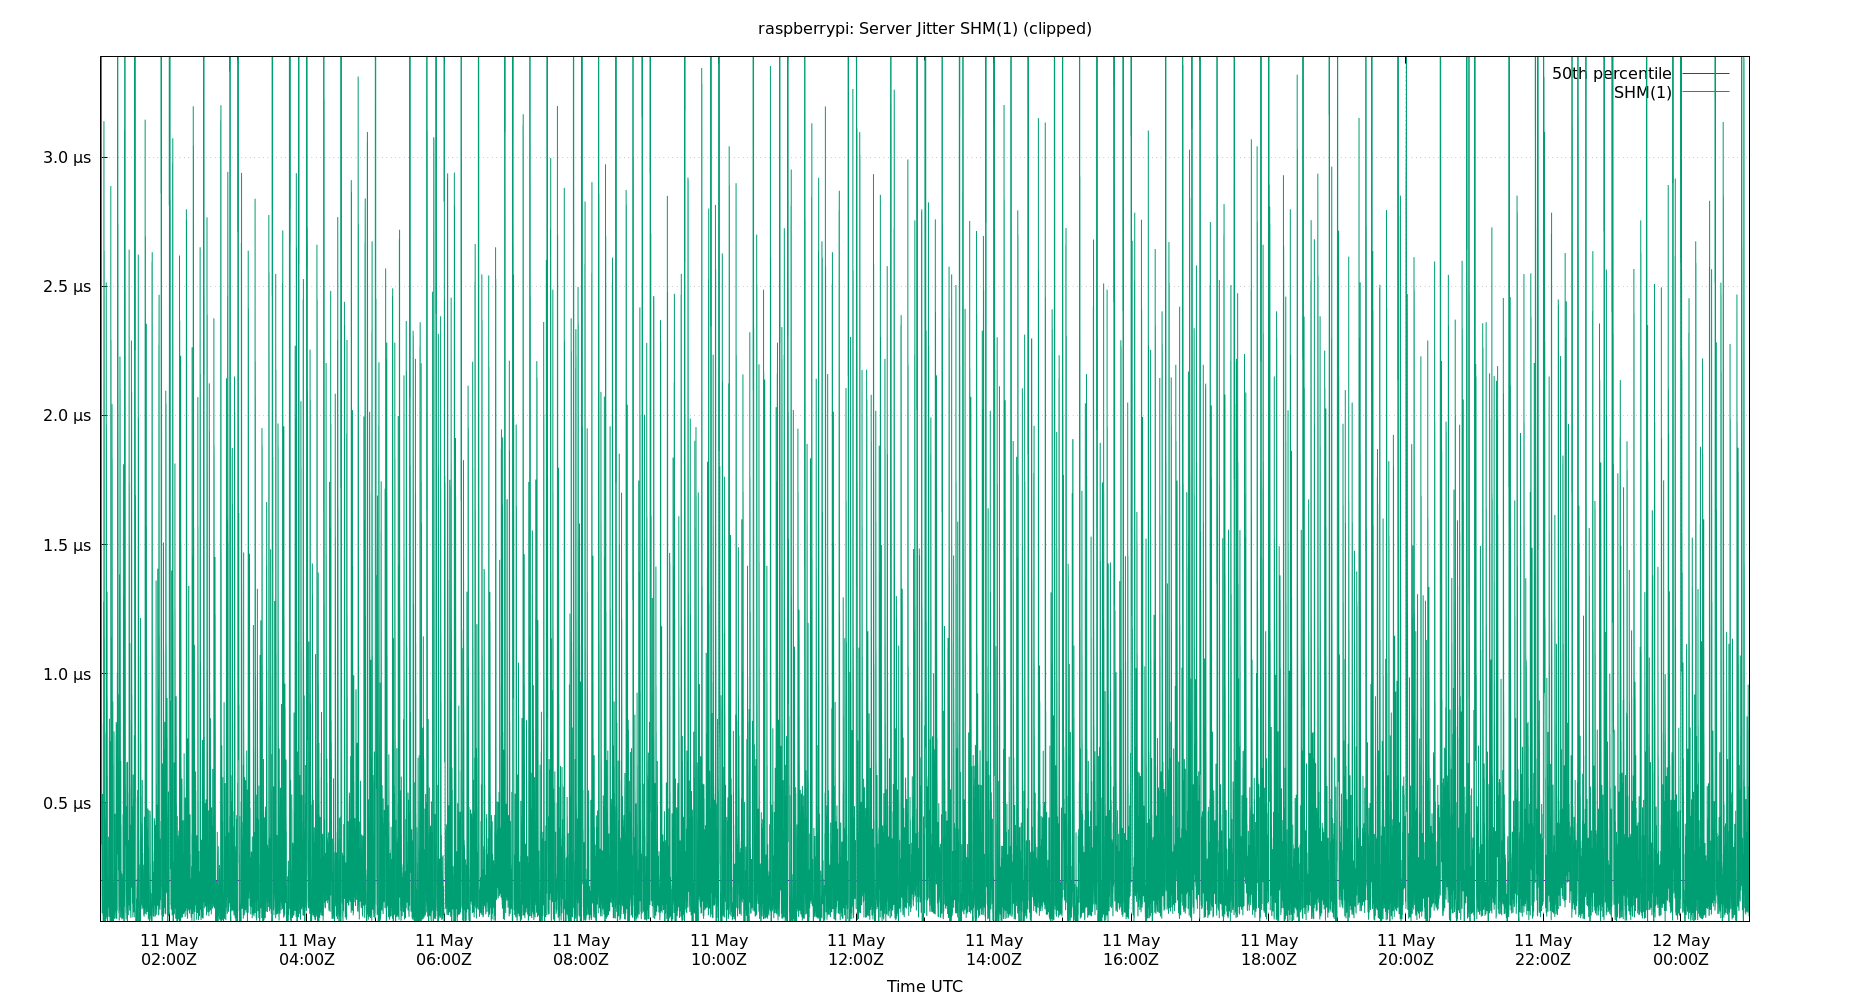 raspberrypi: Server Jitter SHM(1) (clipped)
50th percentile
SHM(1)
3.0 µs
2.5 µs
2.0 µs
1.5 µs
1.0 µs
0.5 µs
11 May 11 May 11 May 11 May 11 May 11 May 11 May 11 May 11 May 11 May 11 May 12 May
02:00Z 04:00Z 06:00Z 08:00Z 10:00Z 12:00Z 14:00Z 16:00Z 18:00Z 20:00Z 22:00Z 00:00Z
Time UTC